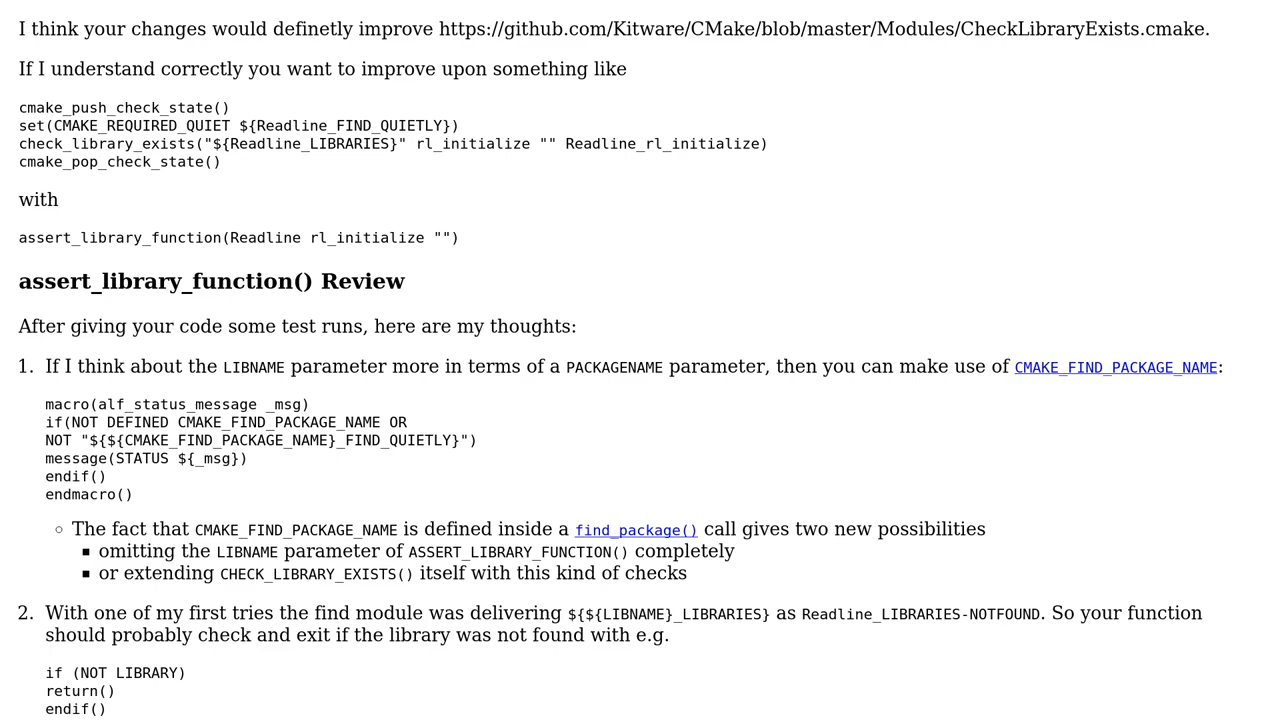 I think your changes would definetly improve https://github.com/Kitware/CMake/blob/master/Modules/CheckLibraryExists.cmake.
If I understand correctly you want to improve upon something like
cmake_push_check_state()
set(CMAKE_REQUIRED_QUIET ${Readline_FIND_QUIETLY})
check_library_exists("${Readline_LIBRARIES}" rl_initialize "" Readline_rl_initialize)
cmake_pop_check_state()
with
assert_library_function(Readline rl_initialize "")
assert_library_function() Review
After giving your code some test runs, here are my thoughts:
1. If I think about the LIBNAME parameter more in terms of a PACKAGENAME parameter, then you can make use of CMAKE_FIND_PACKAGE_NAME:
macro(alf_status_message _msg)
if(NOT DEFINED CMAKE_FIND_PACKAGE_NAME OR
NOT "${${CMAKE_FIND_PACKAGE_NAME}_FIND_QUIETLY}")
message(STATUS ${_msg})
endif()
endmacro()
◦ The fact that CMAKE_FIND_PACKAGE_NAME is defined inside a find_package() call gives two new possibilities
▪ omitting the LIBNAME parameter of ASSERT_LIBRARY_FUNCTION() completely
▪ or extending CHECK_LIBRARY_EXISTS() itself with this kind of checks
2. With one of my first tries the find module was delivering ${${LIBNAME}_LIBRARIES} as Readline_LIBRARIES-NOTFOUND. So your function
should probably check and exit if the library was not found with e.g.
if (NOT LIBRARY)
return()
endif()